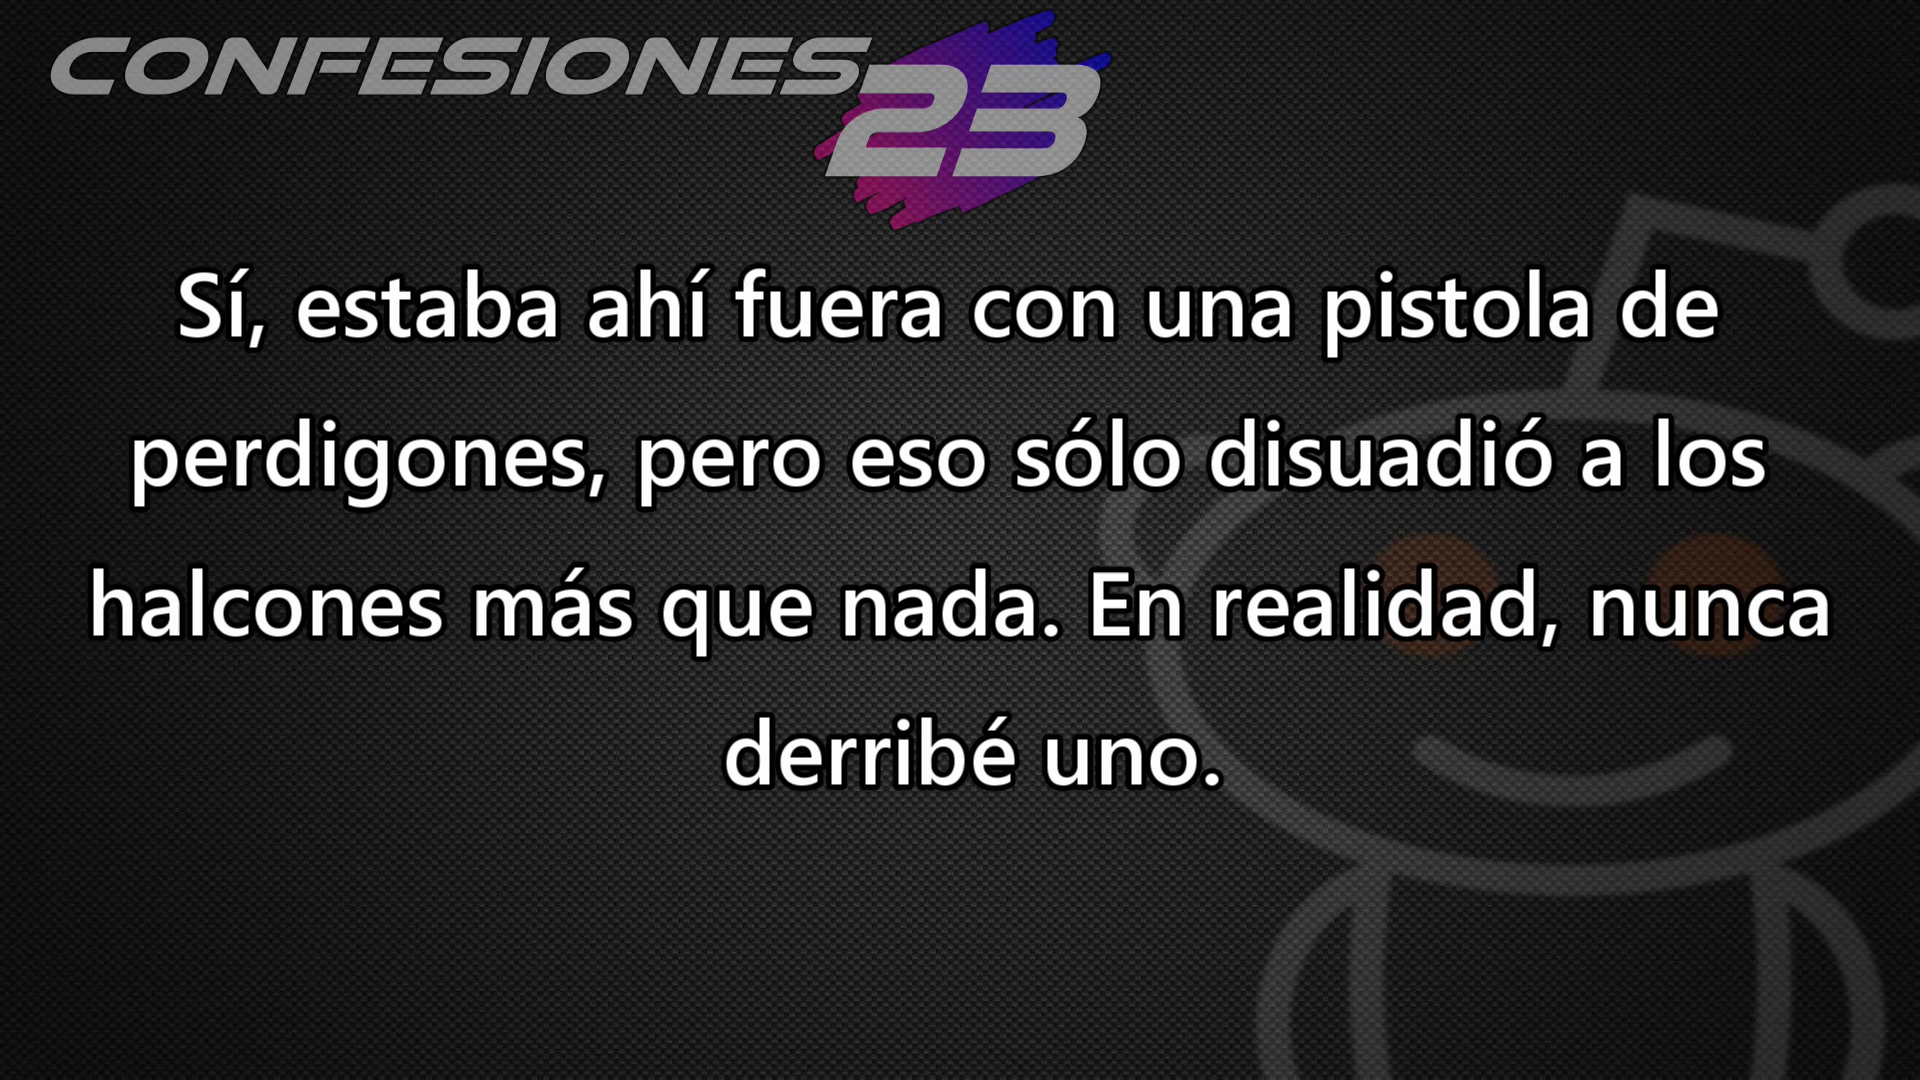 CONFESIONES
23
Sí, estaba ahí fuera con una pistola de
perdigones, pero eso sólo disuadió a los
halcones más que nada. En realidad, nunca
derribé uno.